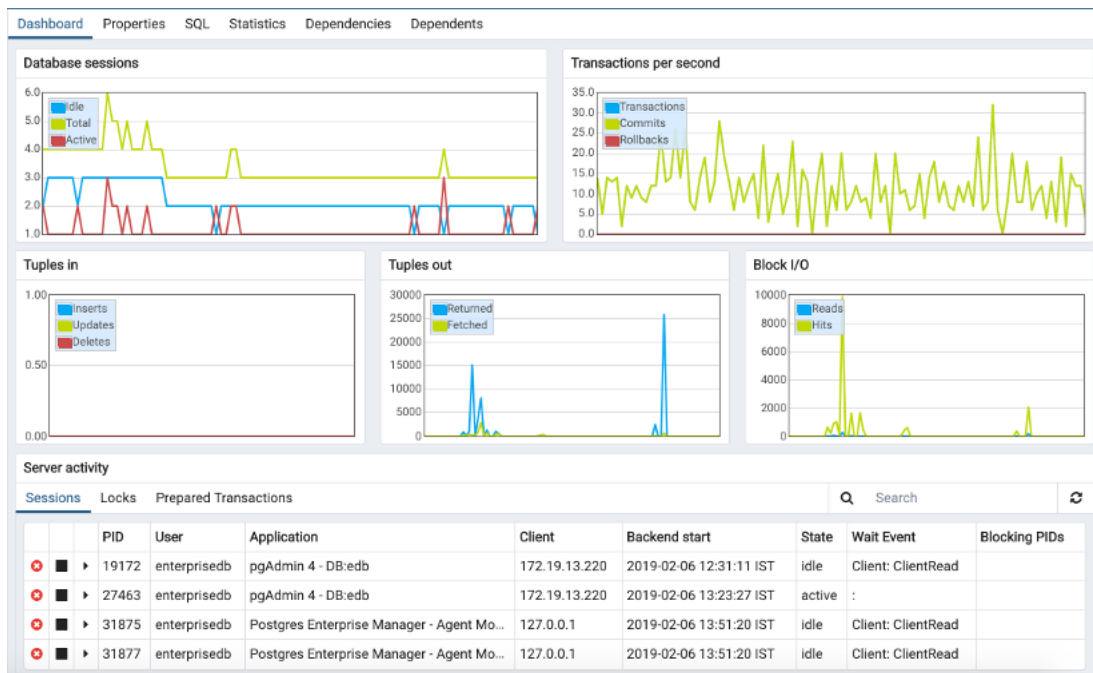 Dashboard Properties SQL Statistics Dependencies Dependents
Database sessions
6.0
5.0
4.0
3.0
2.0
1.0
Idle
Total
Active
Transactions per second
35.0
30.0
25.0
20.0
15.0
10.0
5.0
0.0
Transactions
Commits
Rollbacks
Tuples in
1.00
0.50
0.00
Inserts
Updates
Deletes
Tuples out
30000
25000
20000
15000
10000
5000
0
Returned
Fetched
Block I/O
10000
8000
6000
4000
2000
0
Reads
Hits
Server activity
Sessions Locks Prepared Transactions Search
PID User Application Client Backend start State Wait Event Blocking PIDs
19172 enterprisedb pgAdmin 4 - DB:edb 172.19.13.220 2019-02-06 12:31:11 IST idle Client: ClientRead
27463 enterprisedb pgAdmin 4 - DB:edb 172.19.13.220 2019-02-06 13:23:27 IST active :
31875 enterprisedb Postgres Enterprise Manager - Agent Mo... 127.0.0.1 2019-02-06 13:51:20 IST idle Client: ClientRead
31877 enterprisedb Postgres Enterprise Manager - Agent Mo... 127.0.0.1 2019-02-06 13:51:20 IST idle Client: ClientRead